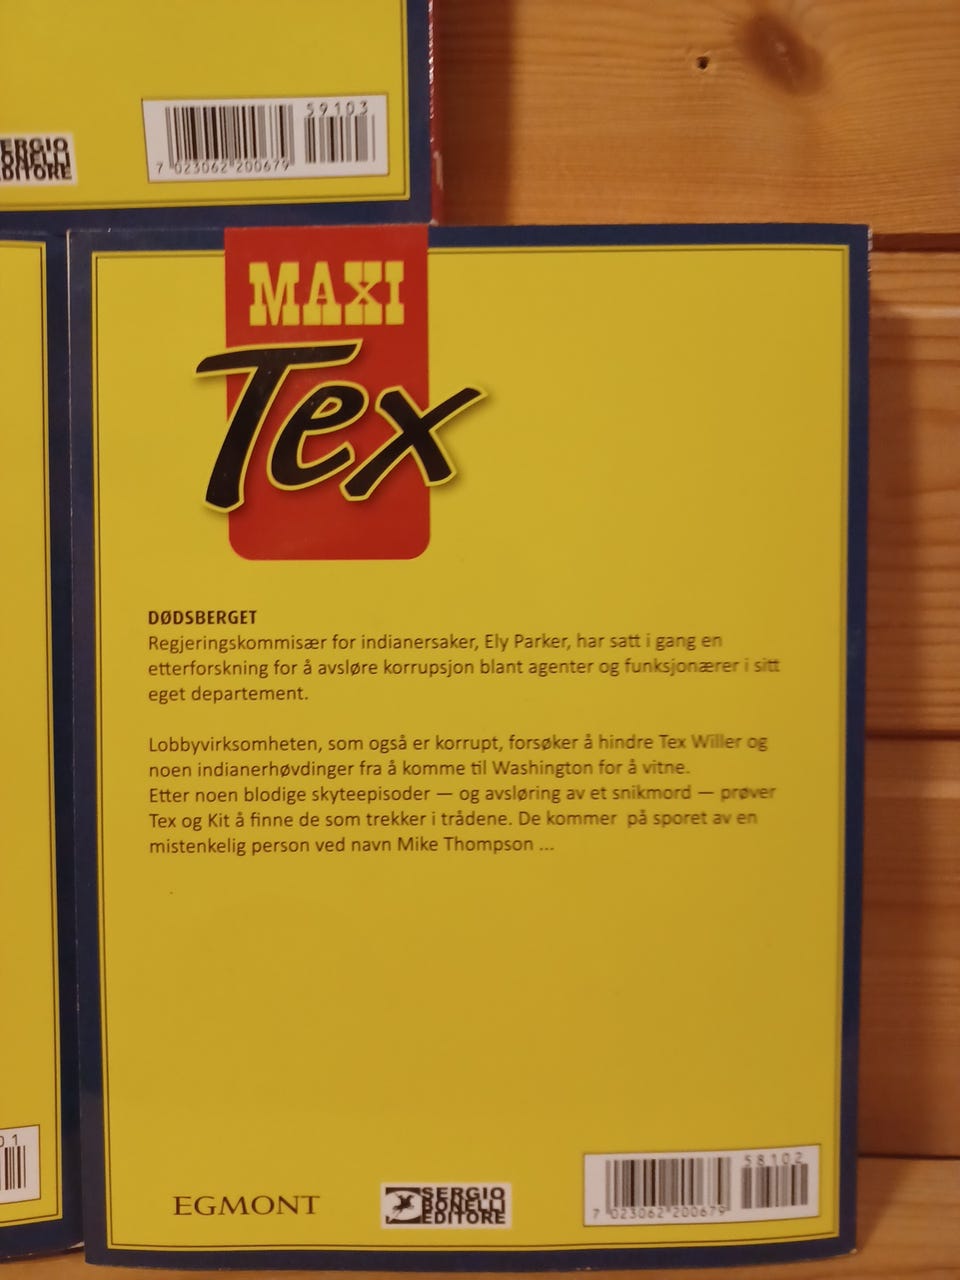 59103
SERGIO
BONELLI
EDITORE
7 023062 200679
MAXI
Tex
DØDSBERGET
Regjeringskommisær for indianersaker, Ely Parker, har satt i gang en
etterforskning for å avsløre korrupsjon blant agenter og funksjonærer i sitt
eget departement.
Lobbyvirksomheten, som også er korrupt, forsøker å hindre Tex Willer og
noen indianerhøvdinger fra å komme til Washington for å vitne.
Etter noen blodige skyteepisoder — og avsløring av et snikmord — prøver
Tex og Kit å finne de som trekker i trådene. De kommer  på sporet av en
mistenkelig person ved navn Mike Thompson ...
01
58102
EGMONT
SERGIO
BONELLI
EDITORE
7 023062 200679